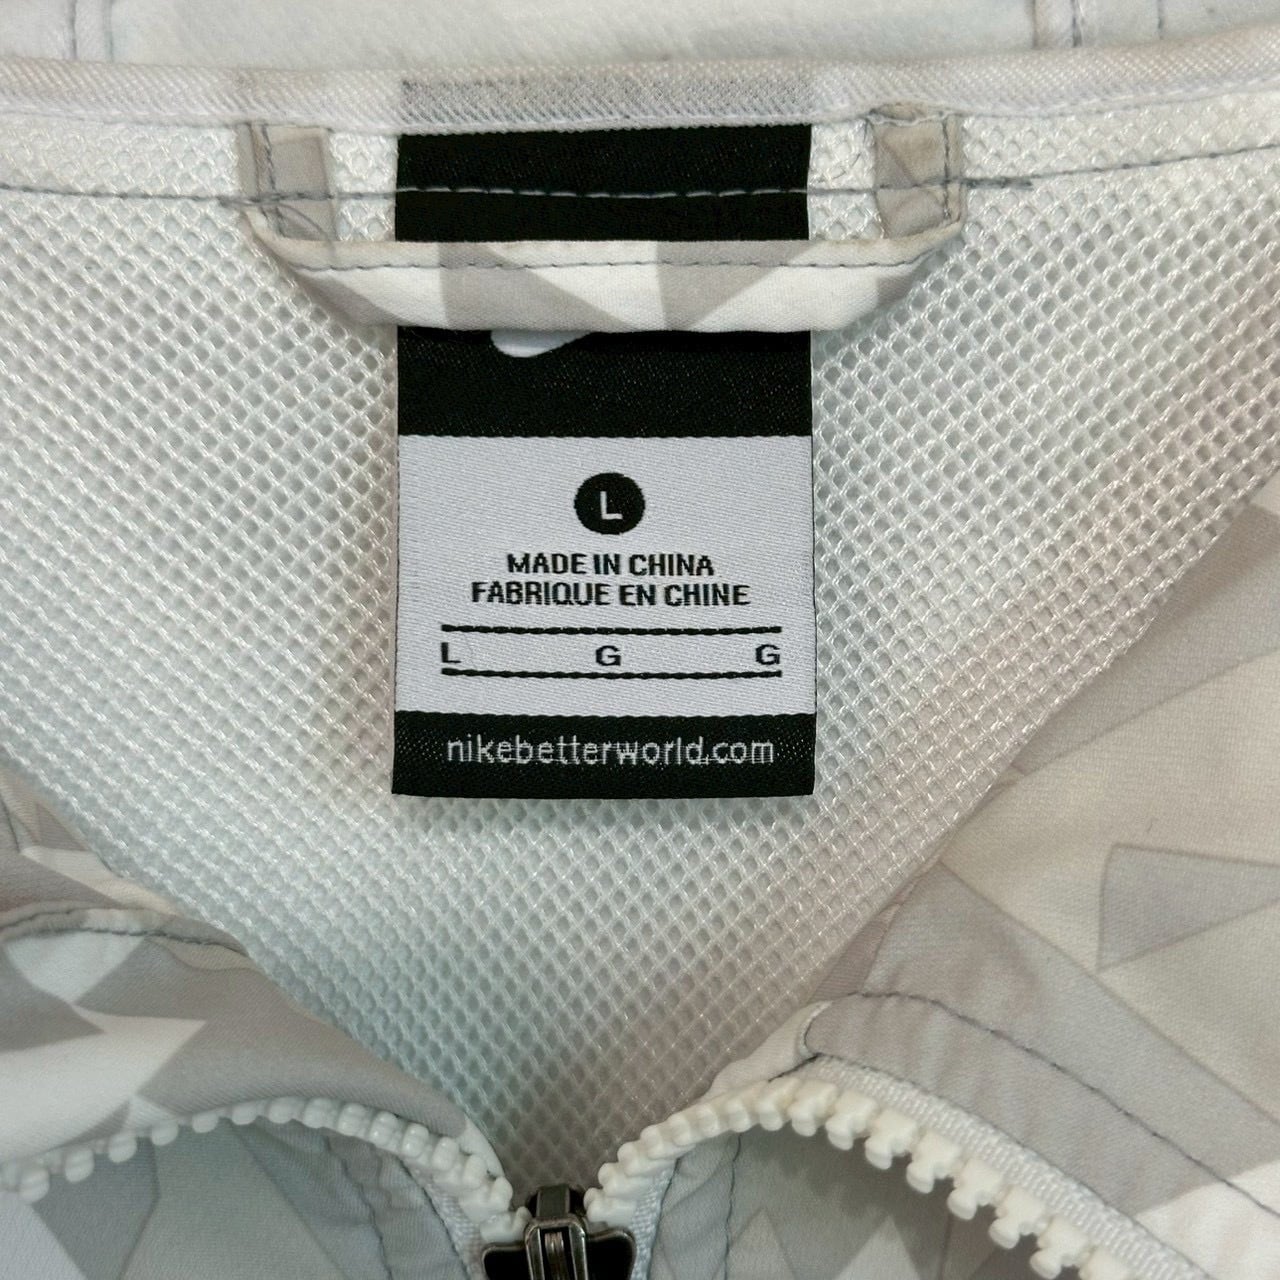 L
MADE IN CHINA
FABRIQUE EN CHINE
L G G
nikebetterworld.com